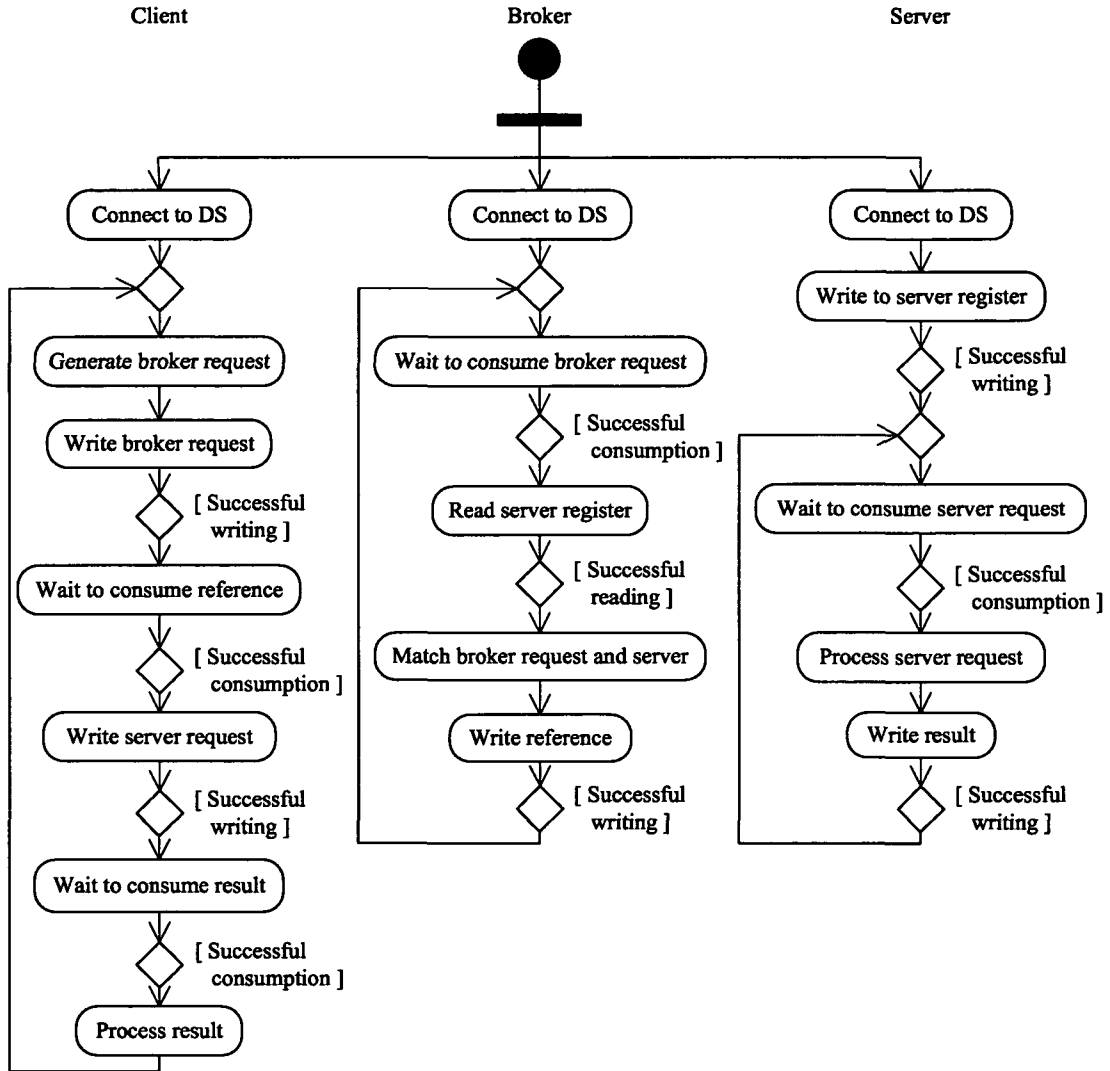 Client
Broker
Server
Connect to DS
Generate broker request
Write broker request
[ Successful
writing ]
Wait to consume reference
[ Successful
consumption ]
Write server request
[ Successful
writing ]
Wait to consume result
[ Successful
consumption ]
Process result
Connect to DS
Wait to consume broker request
[ Successful
consumption ]
Read server register
[ Successful
reading ]
Match broker request and server
Write reference
[ Successful
writing ]
Connect to DS
Write to server register
[ Successful
writing ]
Wait to consume server request
[ Successful
consumption ]
Process server request
Write result
[ Successful
writing ]